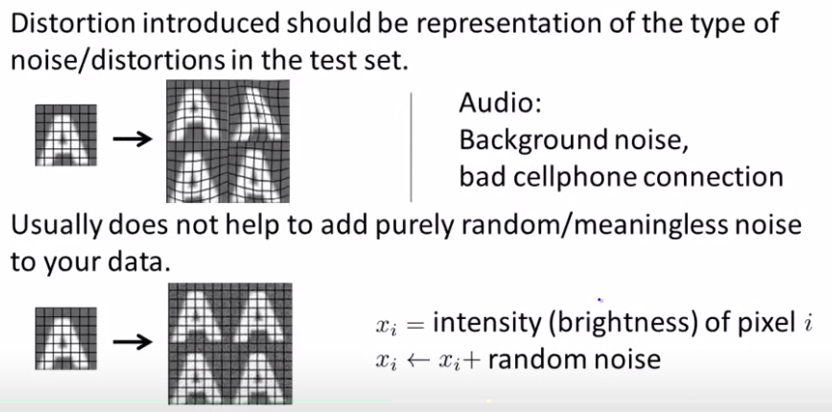 Distortion introduced should be representation of the type of
noise/distortions in the test set.
A → A A A A
Audio:
Background noise,
bad cellphone connection
Usually does not help to add purely random/meaningless noise
to your data.
A → A A A A
xᵢ = intensity (brightness) of pixel i
xᵢ ← xᵢ+ random noise